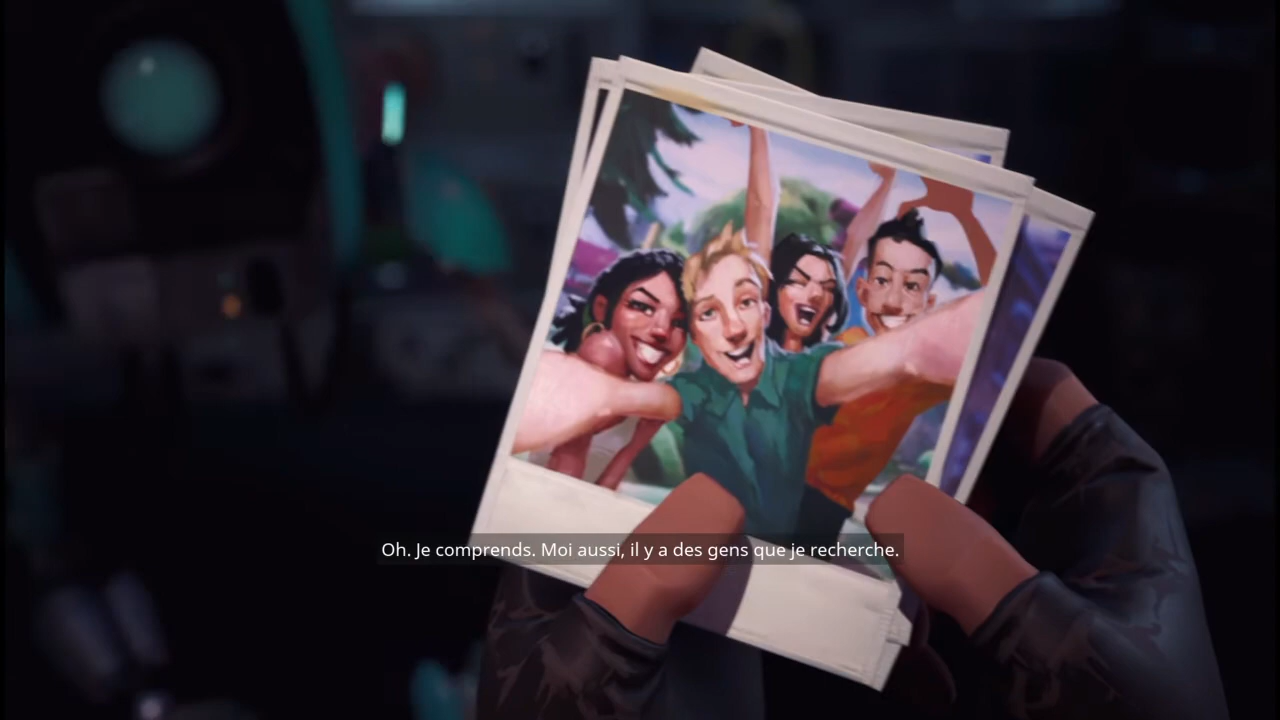 Oh. Je comprends. Moi aussi, il y a des gens que je recherche.